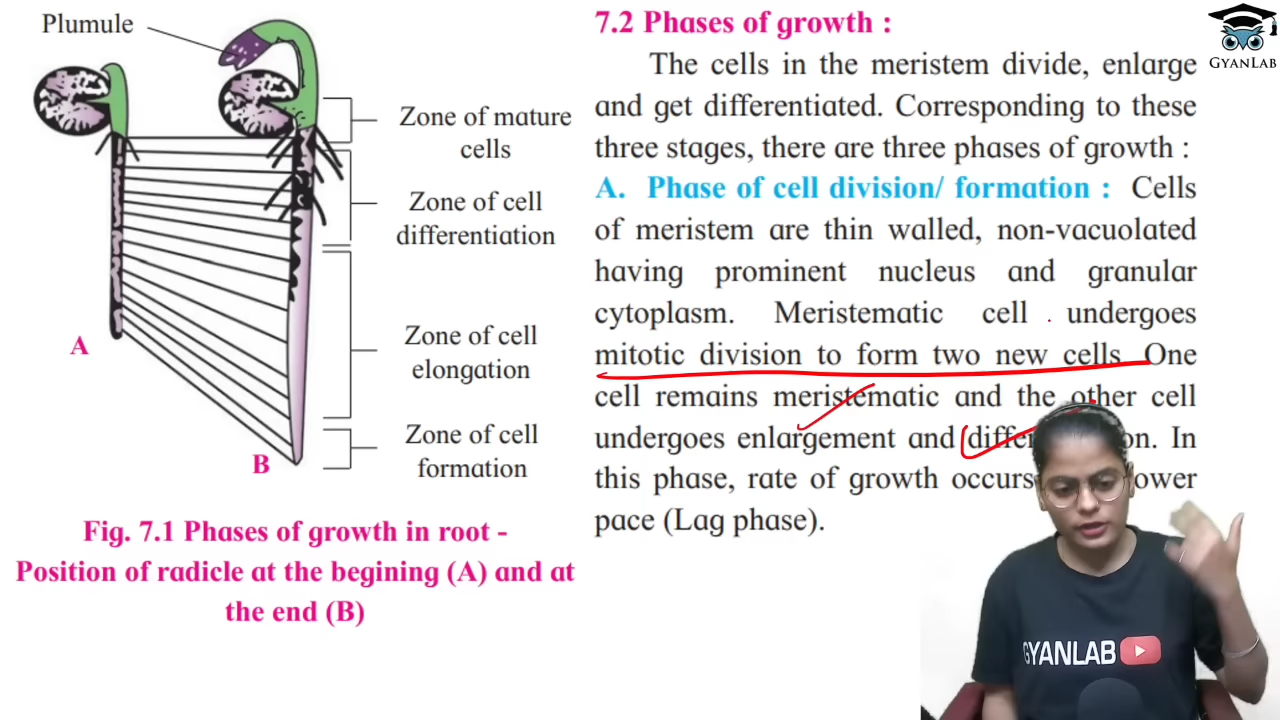 Plumule
Zone of mature
cells
Zone of cell
differentiation
Zone of cell
elongation
Zone of cell
formation
A
B
Fig. 7.1 Phases of growth in root -
Position of radicle at the begining (A) and at
the end (B)
7.2 Phases of growth :
The cells in the meristem divide, enlarge
and get differentiated. Corresponding to these
three stages, there are three phases of growth :
A. Phase of cell division/ formation : Cells
of meristem are thin walled, non-vacuolated
having prominent nucleus and granular
cytoplasm. Meristematic cell undergoes
mitotic division to form two new cells. One
cell remains meristematic and the other cell
undergoes enlargement and In
this phase, rate of growth occurs
pace (Lag phase).
GYANLAB
GYANLAB